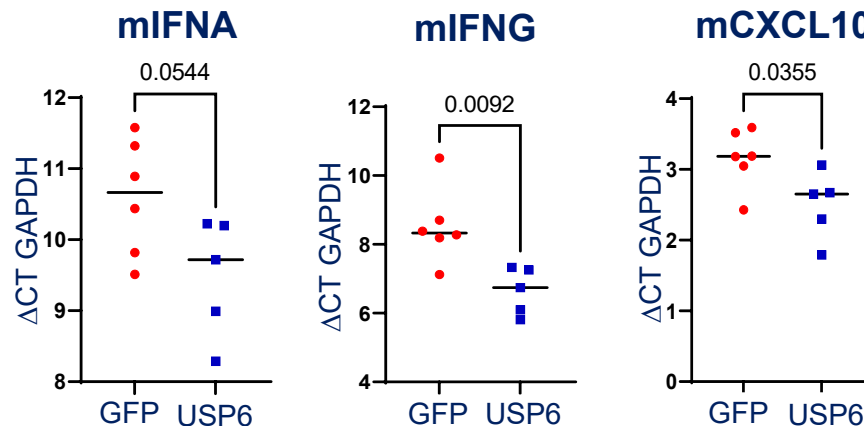 mIFNA
0.0544
12
11
10
9
8
ΔCT GAPDH
GFP USP6
mIFNG
0.0092
12
10
8
6
4
ΔCT GAPDH
GFP USP6
mCXCL10
0.0355
4
3
2
1
0
ΔCT GAPDH
GFP USP6